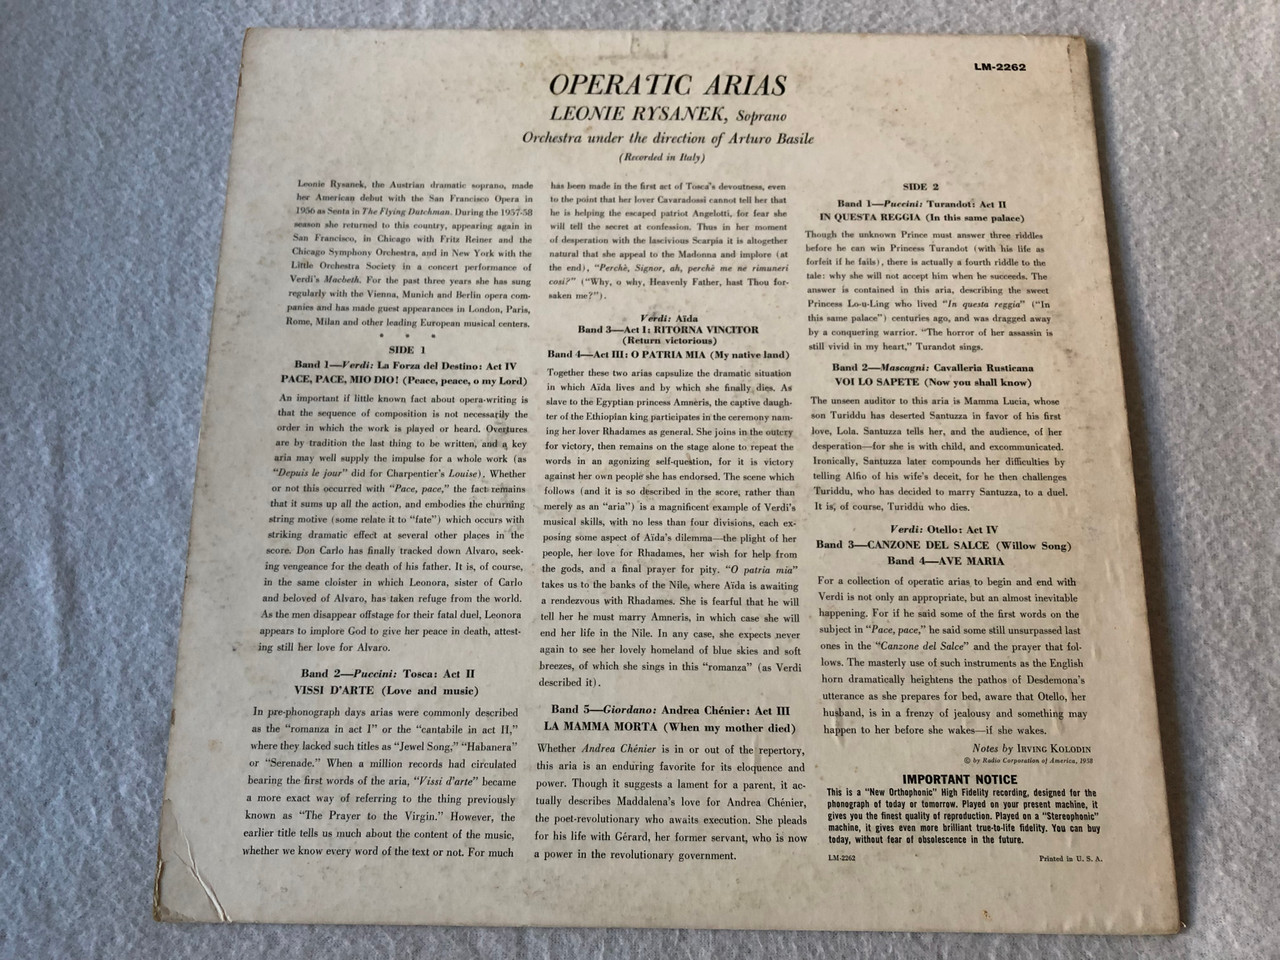 LM-2262
OPERATIC ARIAS
LEONIE RYSANEK, Soprano
Orchestra under the direction of Arturo Basile
(Recorded in Italy)
Leonie Rysanek, the Austrian dramatic soprano, made
her American debut with the San Francisco Opera in
1956 as Senta in The Flying Dutchman. During the 1957-58
season she returned to this country, appearing again in
San Francisco, in Chicago with Fritz Reiner and the
Chicago Symphony Orchestra, and in New York with the
Little Orchestra Society in a concert performance of
Verdi's Macbeth. For the past three years she has sung
regularly with the Vienna, Munich and Berlin opera com-
panies and has made guest appearances in London, Paris,
Rome, Milan and other leading European musical centers.
* * *
SIDE 1
Band 1—Verdi: La Forza del Destino: Act IV
PACE, PACE, MIO DIO! (Peace, peace, o my Lord)
An important if little known fact about opera-writing is
that the sequence of composition is not necessarily the
order in which the work is played or heard. Overtures
are by tradition the last thing to be written, and a key
aria may well supply the impulse for a whole work (as
"Depuis le jour" did for Charpentier's Louise). Whether
or not this occurred with "Pace, pace," the fact remains
that it sums up all the action, and embodies the churning
string motive (some relate it to "fate") which occurs with
striking dramatic effect at several other places in the
score. Don Carlo has finally tracked down Alvaro, seek-
ing vengeance for the death of his father. It is, of course,
in the same cloister in which Leonora, sister of Carlo
and beloved of Alvaro, has taken refuge from the world.
As the men disappear offstage for their fatal duel, Leonora
appears to implore God to give her peace in death, attest-
ing still her love for Alvaro.
Band 2—Puccini: Tosca: Act II
VISSI D'ARTE (Love and music)
In pre-phonograph days arias were commonly described
as the "romanza in act I" or the "cantabile in act II,"
where they lacked such titles as "Jewel Song," "Habanera"
or "Serenade." When a million records had circulated
bearing the first words of the aria, "Vissi d'arte" became
a more exact way of referring to the thing previously
known as "The Prayer to the Virgin." However, the
earlier title tells us much about the content of the music,
whether we know every word of the text or not. For much
has been made in the first act of Tosca's devoutness, even
to the point that her lover Cavaradossi cannot tell her that
he is helping the escaped patriot Angelotti, for fear she
will tell the secret at confession. Thus in her moment
of desperation with the lascivious Scarpia it is altogether
natural that she appeal to the Madonna and implore (at
the end), "Perchè, Signor, ah, perchè me ne rimuneri
così?" ("Why, o why, Heavenly Father, hast Thou for-
saken me?").
Verdi: Aïda
Band 3—Act I: RITORNA VINCITOR
(Return victorious)
Band 4—Act III: O PATRIA MIA (My native land)
Together these two arias capsulize the dramatic situation
in which Aïda lives and by which she finally dies. As
slave to the Egyptian princess Amneris, the captive daugh-
ter of the Ethiopian king participates in the ceremony nam-
ing her lover Rhadames as general. She joins in the outcry
for victory, then remains on the stage alone to repeat the
words in an agonizing self-question, for it is victory
against her own people she has endorsed. The scene which
follows (and it is so described in the score, rather than
merely as an "aria") is a magnificent example of Verdi's
musical skills, with no less than four divisions, each ex-
posing some aspect of Aïda's dilemma—the plight of her
people, her love for Rhadames, her wish for help from
the gods, and a final prayer for pity. "O patria mia"
takes us to the banks of the Nile, where Aïda is awaiting
a rendezvous with Rhadames. She is fearful that he will
tell her he must marry Amneris, in which case she will
end her life in the Nile. In any case, she expects never
again to see her lovely homeland of blue skies and soft
breezes, of which she sings in this "romanza" (as Verdi
described it).
Band 5—Giordano: Andrea Chénier: Act III
LA MAMMA MORTA (When my mother died)
Whether Andrea Chénier is in or out of the repertory,
this aria is an enduring favorite for its eloquence and
power. Though it suggests a lament for a parent, it ac-
tually describes Maddalena's love for Andrea Chénier,
the poet-revolutionary who awaits execution. She pleads
for his life with Gérard, her former servant, who is now
a power in the revolutionary government.
SIDE 2
Band 1—Puccini: Turandot: Act II
IN QUESTA REGGIA (In this same palace)
Though the unknown Prince must answer three riddles
before he can win Princess Turandot (with his life as
forfeit if he fails), there is actually a fourth riddle to the
tale: why she will not accept him when he succeeds. The
answer is contained in this aria, describing the sweet
Princess Lo-u-Ling who lived "In questa reggia" ("In
this same palace") centuries ago, and was dragged away
by a conquering warrior. "The horror of her assassin is
still vivid in my heart," Turandot sings.
Band 2—Mascagni: Cavalleria Rusticana
VOI LO SAPETE (Now you shall know)
The unseen auditor to this aria is Mamma Lucia, whose
son Turiddu has deserted Santuzza in favor of his first
love, Lola. Santuzza tells her, and the audience, of her
desperation—for she is with child, and excommunicated.
Ironically, Santuzza later compounds her difficulties by
telling Alfio of his wife's deceit, for he then challenges
Turiddu, who has decided to marry Santuzza, to a duel.
It is, of course, Turiddu who dies.
Verdi: Otello: Act IV
Band 3—CANZONE DEL SALCE (Willow Song)
Band 4—AVE MARIA
For a collection of operatic arias to begin and end with
Verdi is not only an appropriate, but an almost inevitable
happening. For if he said some of the first words on the
subject in "Pace, pace," he said some still unsurpassed last
ones in the "Canzone del Salce" and the prayer that fol-
lows. The masterly use of such instruments as the English
horn dramatically heightens the pathos of Desdemona's
utterance as she prepares for bed, aware that Otello, her
husband, is in a frenzy of jealousy and something may
happen to her before she wakes—if she wakes.
Notes by IRVING KOLODIN
© by Radio Corporation of America, 1958
IMPORTANT NOTICE
This is a "New Orthophonic" High Fidelity recording, designed for the
phonograph of today or tomorrow. Played on your present machine, it
gives you the finest quality of reproduction. Played on a "Stereophonic"
machine, it gives even more brilliant true-to-life fidelity. You can buy
today, without fear of obsolescence in the future.
LM-2262 Printed in U. S. A.